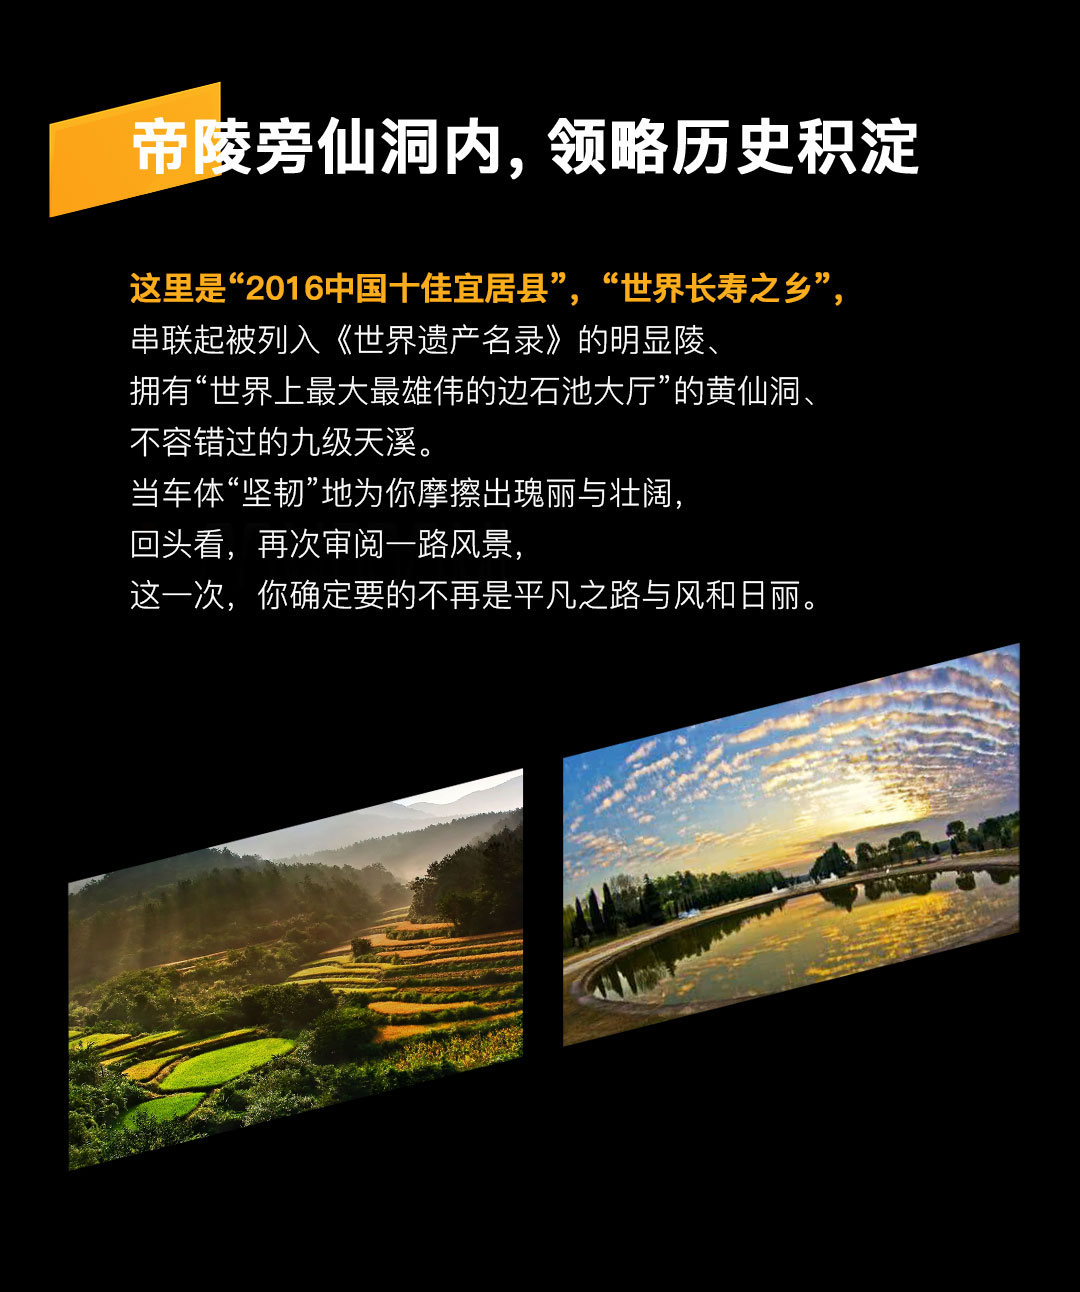 帝陵旁仙洞内，领略历史积淀
这里是“2016中国十佳宜居县”，“世界长寿之乡”，
串联起被列入《世界遗产名录》的明显陵、
拥有“世界上最大最雄伟的边石池大厅”的黄仙洞、
不容错过的九级天溪。
当车体“坚韧”地为你摩擦出瑰丽与壮阔，
回头看，再次审阅一路风景，
这一次，你确定要的不再是平凡之路与风和日丽。